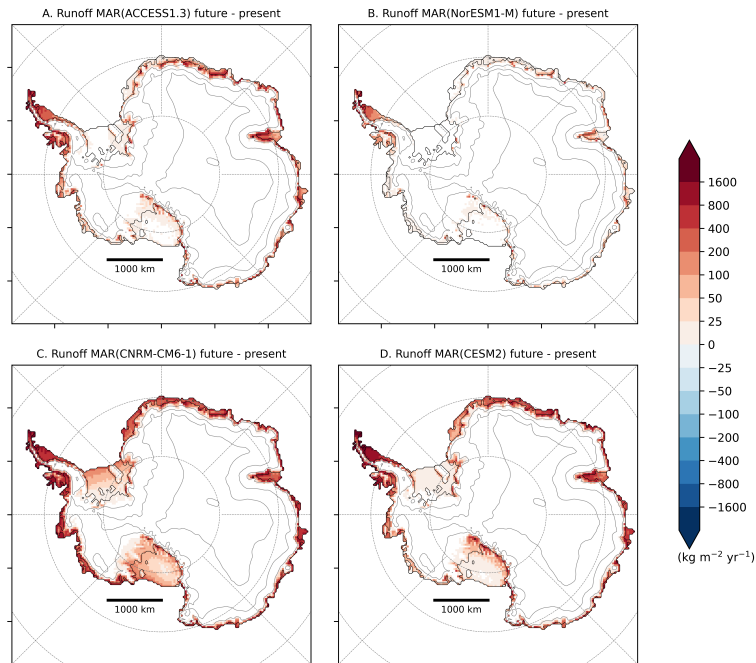 A. Runoff MAR(ACCESS1.3) future - present
B. Runoff MAR(NorESM1-M) future - present
1000 km
1000 km
C. Runoff MAR(CNRM-CM6-1) future - present
D. Runoff MAR(CESM2) future - present
1000 km
1000 km
1600
800
400
200
100
50
25
0
−25
−50
−100
−200
−400
−800
−1600
(kg m⁻² yr⁻¹)